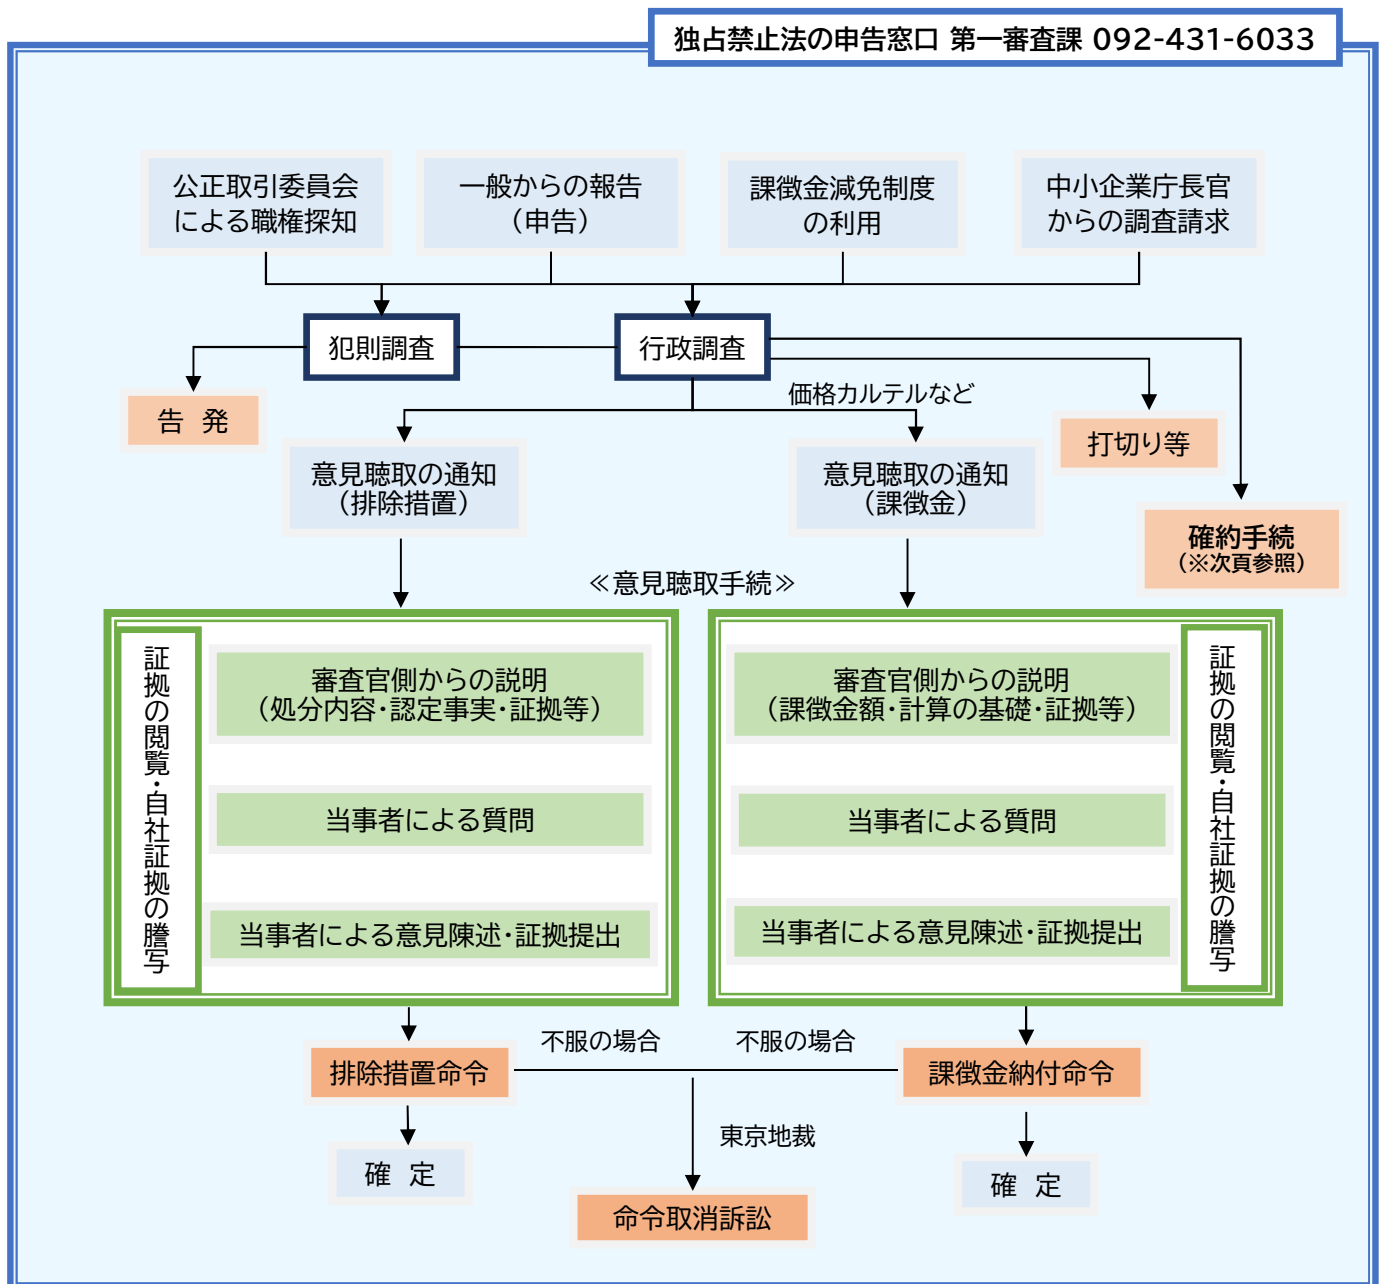 独占禁止法の申告窓口 第一審査課 092-431-6033
公正取引委員会
による職権探知
一般からの報告
（申告）
課徴金減免制度
の利用
中小企業庁長官
からの調査請求
犯則調査
行政調査
告 発
価格カルテルなど
打切り等
意見聴取の通知
（排除措置）
意見聴取の通知
（課徴金）
確約手続
（※次頁参照）
≪意見聴取手続≫
証拠の閲覧・自社証拠の謄写
審査官側からの説明
（処分内容・認定事実・証拠等）
当事者による質問
当事者による意見陳述・証拠提出
審査官側からの説明
（課徴金額・計算の基礎・証拠等）
当事者による質問
当事者による意見陳述・証拠提出
証拠の閲覧・自社証拠の謄写
不服の場合
不服の場合
排除措置命令
課徴金納付命令
東京地裁
確 定
確 定
命令取消訴訟